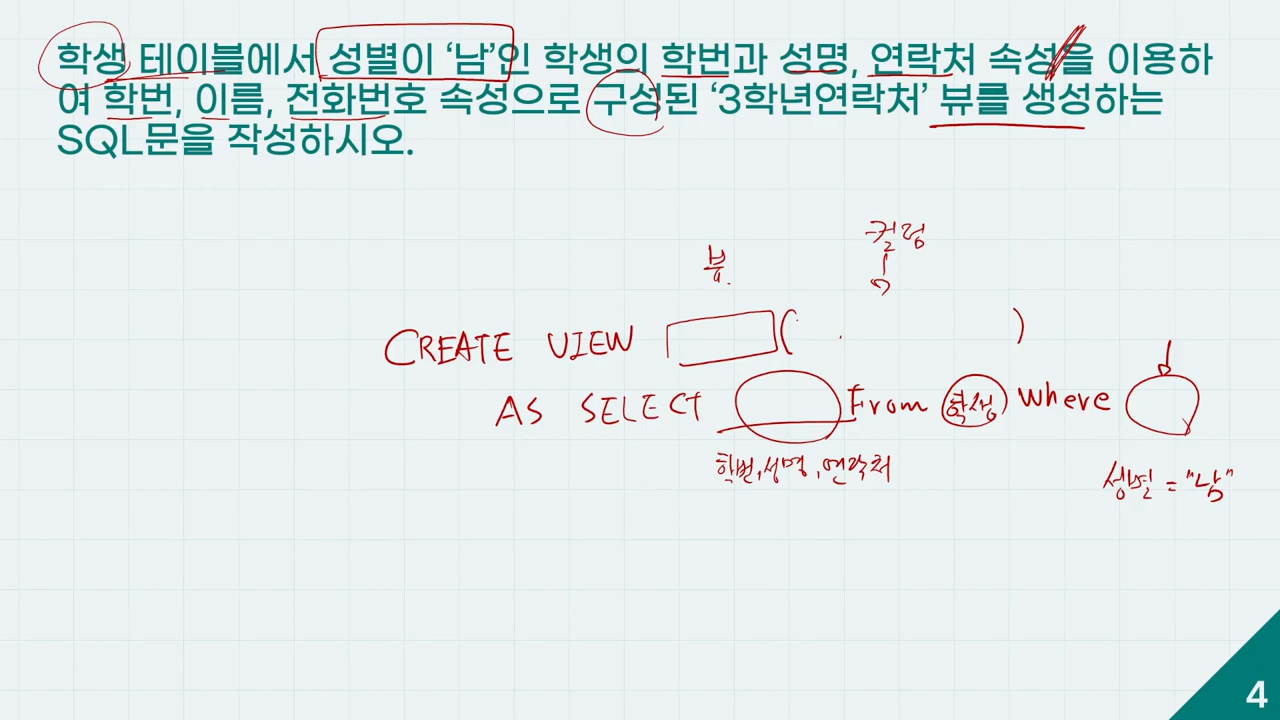 학생 테이블에서 성별이 ‘남’인 학생의 학번과 성명, 연락처 속성을 이용하
여 학번, 이름, 전화번호 속성으로 구성된 ‘3학년연락처’ 뷰를 생성하는
SQL문을 작성하시오.
컬럼
뷰
CREATE VIEW ( )
AS SELECT From 학생 Where
학번, 성명, 연락처
성별 = "남"
4